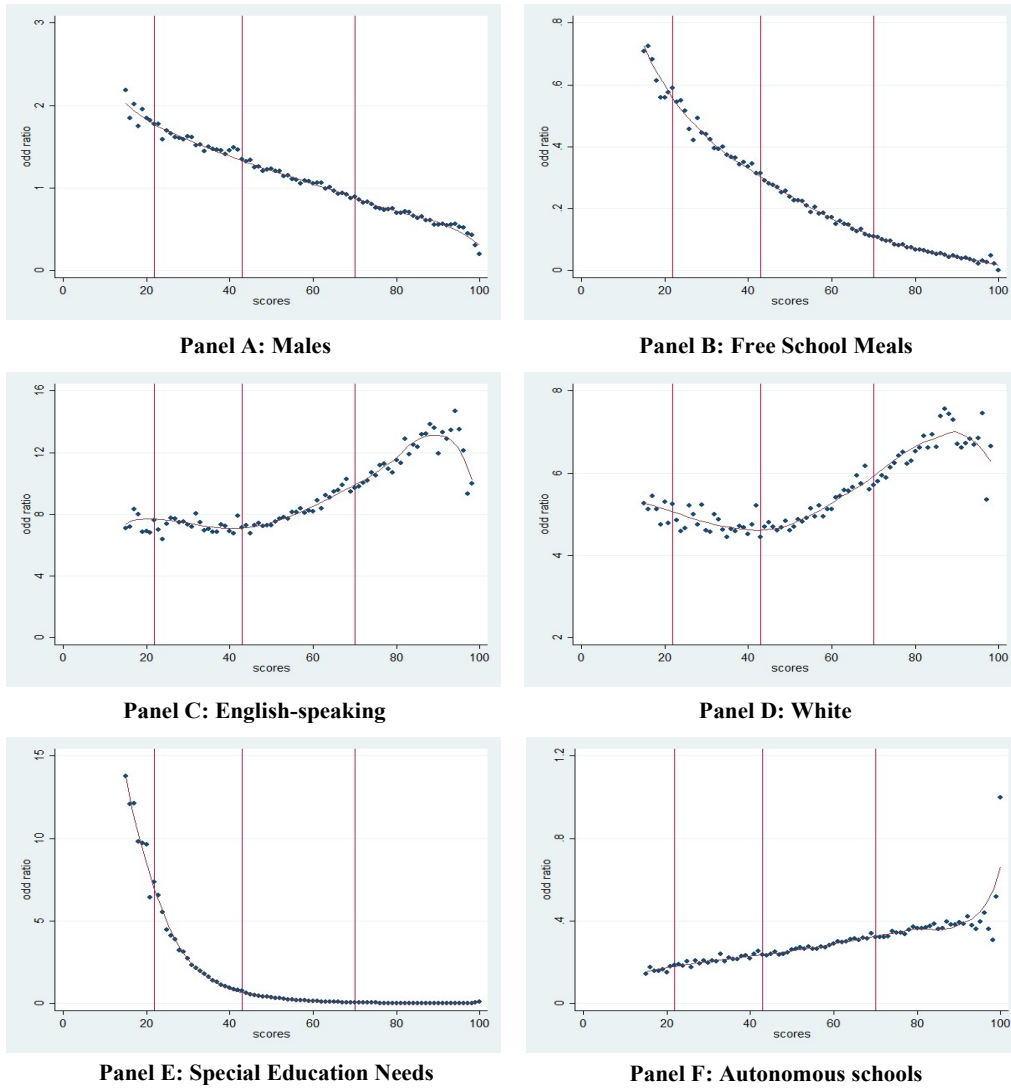 3
2
1
0
odd ratio
0 20 40 60 80 100
scores
Panel A: Males
.8
.6
.4
.2
0
odd ratio
0 20 40 60 80 100
scores
Panel B: Free School Meals
16
12
8
4
0
odd ratio
0 20 40 60 80 100
scores
Panel C: English-speaking
8
6
4
2
odd ratio
0 20 40 60 80 100
scores
Panel D: White
15
10
5
0
odd ratio
0 20 40 60 80 100
scores
Panel E: Special Education Needs
1.2
.8
.4
0
odd ratio
0 20 40 60 80 100
scores
Panel F: Autonomous schools